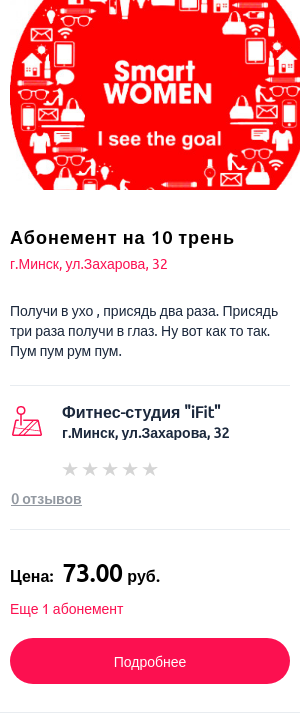 Smart
WOMEN
I see the goal
Абонемент на 10 трень
г.Минск, ул.Захарова, 32
Получи в ухо , присядь два раза. Присядь
три раза получи в глаз. Ну вот как то так.
Пум пум рум пум.
Фитнес-студия "iFit"
г.Минск, ул.Захарова, 32
0 отзывов
Цена: 73.00 руб.
Еще 1 абонемент
Подробнее